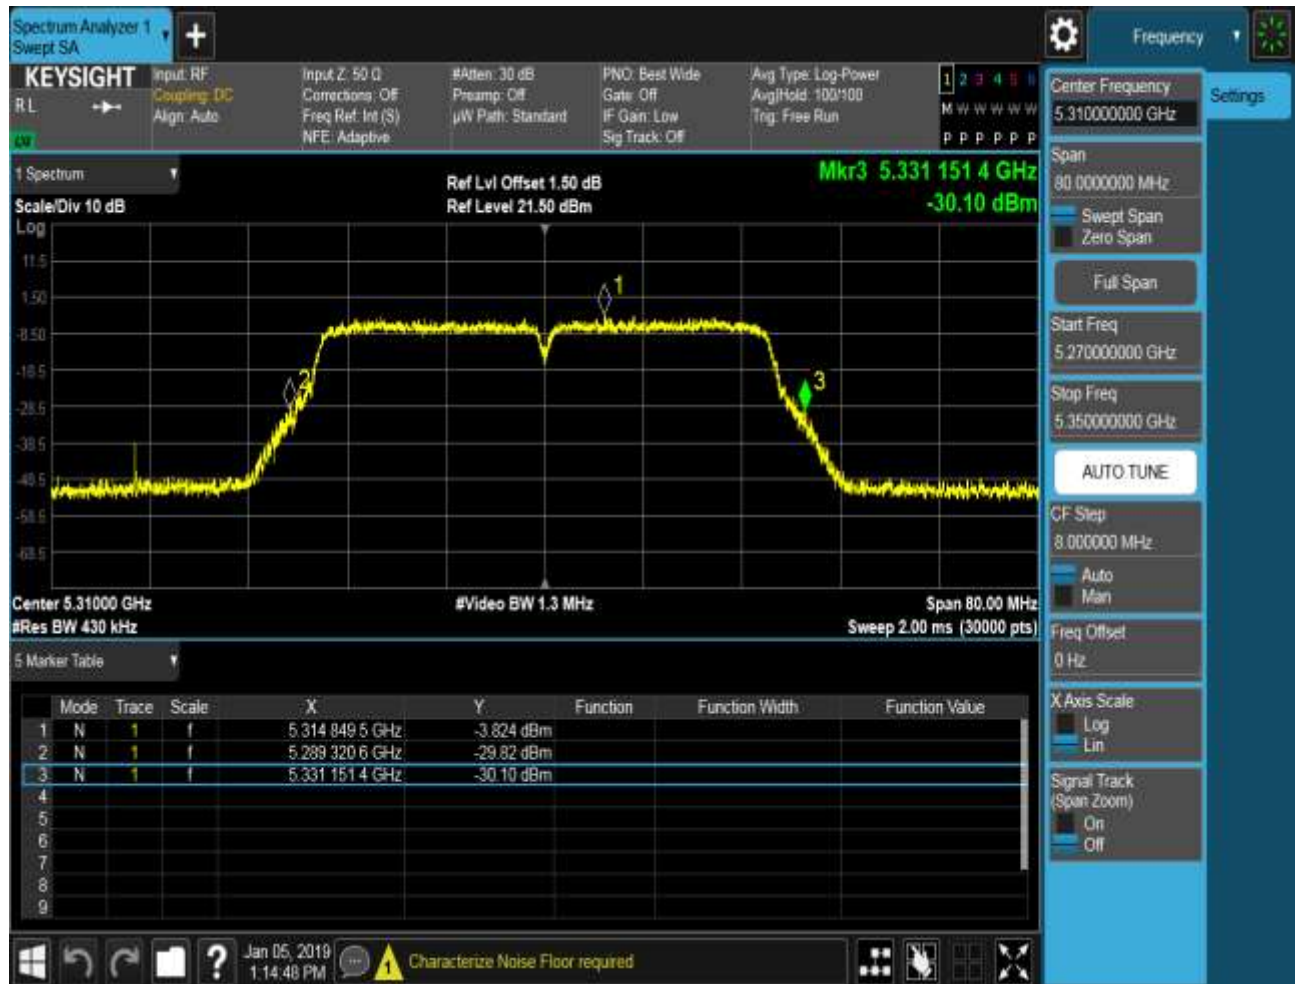 Spectrum Analyzer 1
Swept SA
+
Frequency
KEYSIGHT
R L
Input: RF
Coupling: DC
Align: Auto
Input Z: 50 Ω
Corrections: Off
Freq Ref: Int (S)
NFE: Adaptive
#Atten: 30 dB
Preamp: Off
µW Path: Standard
PNO: Best Wide
Gate: Off
IF Gain: Low
Sig Track: Off
Avg Type: Log-Power
Avg|Hold: 100/100
Trig: Free Run
1 2 3 4 5 6
M W W W W W
P P P P P P
1 Spectrum
Scale/Div 10 dB
Ref Lvl Offset 1.50 dB
Ref Level 21.50 dBm
Mkr3 5.331 151 4 GHz
-30.10 dBm
Log
11.5
1.50
-8.50
-18.5
-28.5
-38.5
-48.5
-58.5
-68.5
1
2
3
Center 5.31000 GHz
#Res BW 430 kHz
#Video BW 1.3 MHz
Span 80.00 MHz
Sweep 2.00 ms (30000 pts)
5 Marker Table
Mode Trace Scale X Y Function Function Width Function Value
1 N 1 f 5.314 849 5 GHz -3.824 dBm
2 N 1 f 5.289 320 6 GHz -29.82 dBm
3 N 1 f 5.331 151 4 GHz -30.10 dBm
4
5
6
7
8
9
?
Jan 05, 2019
1:14:48 PM
1
Characterize Noise Floor required
Settings
Center Frequency
5.310000000 GHz
Span
80.0000000 MHz
Swept Span
Zero Span
Full Span
Start Freq
5.270000000 GHz
Stop Freq
5.350000000 GHz
AUTO TUNE
CF Step
8.000000 MHz
Auto
Man
Freq Offset
0 Hz
X Axis Scale
Log
Lin
Signal Track
(Span Zoom)
On
Off